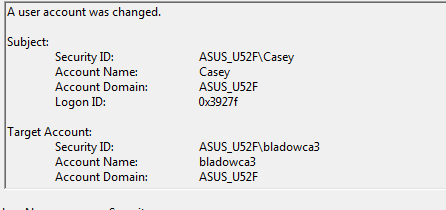 A user account was changed.
Subject:
Security ID: ASUS_U52F\Casey
Account Name: Casey
Account Domain: ASUS_U52F
Logon ID: 0x3927f
Target Account:
Security ID: ASUS_U52F\bladowca3
Account Name: bladowca3
Account Domain: ASUS_U52F